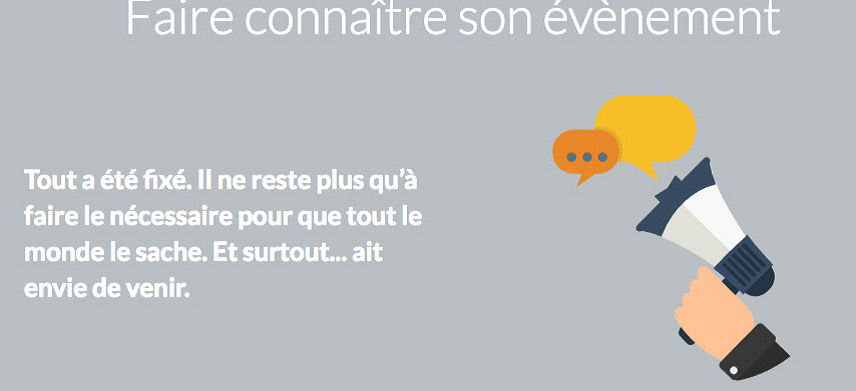 Faire connaître son évènement
Tout a été fixé. Il ne reste plus qu'à
faire le nécessaire pour que tout le
monde le sache. Et surtout... ait
envie de venir.